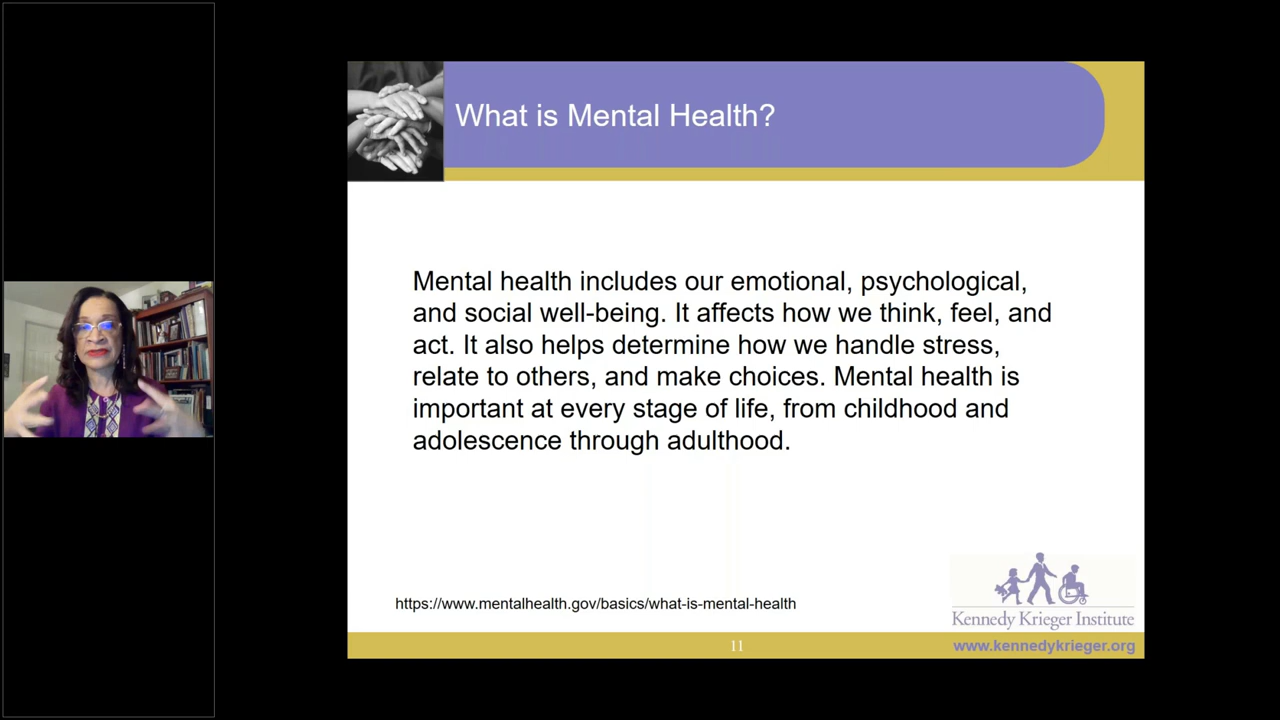 What is Mental Health?
Mental health includes our emotional, psychological,
and social well-being. It affects how we think, feel, and
act. It also helps determine how we handle stress,
relate to others, and make choices. Mental health is
important at every stage of life, from childhood and
adolescence through adulthood.
https://www.mentalhealth.gov/basics/what-is-mental-health
Kennedy Krieger Institute
11
www.kennedykrieger.org